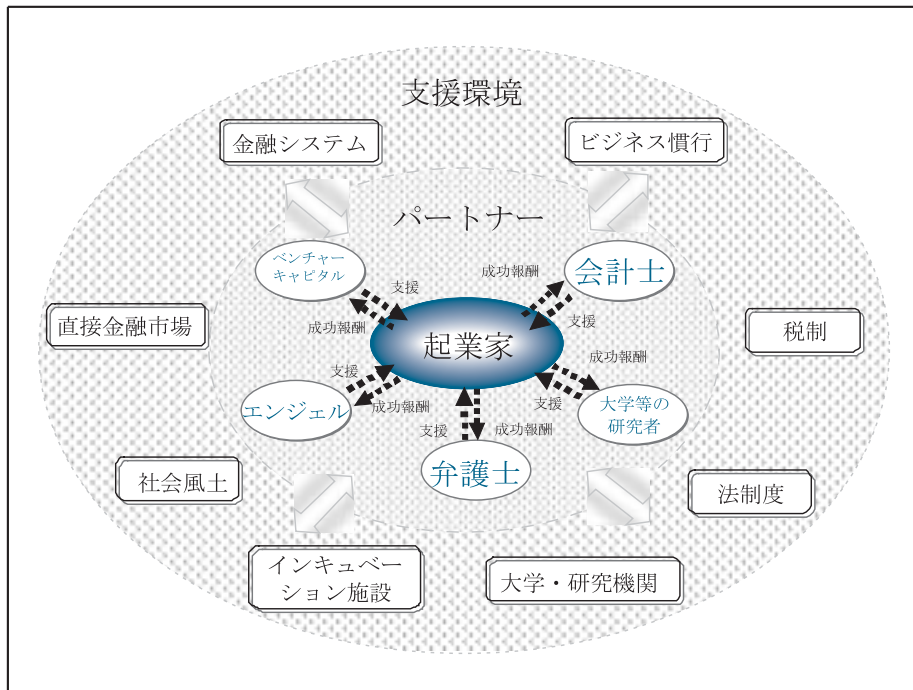 支援環境
金融システム
ビジネス慣行
パートナー
ベンチャー
キャピタル
会計士
成功報酬
支援
支援
成功報酬
直接金融市場
起業家
税制
支援
成功報酬
成功報酬
支援
エンジェル
大学等の
研究者
支援
成功報酬
弁護士
社会風土
法制度
インキュベー
ション施設
大学・研究機関